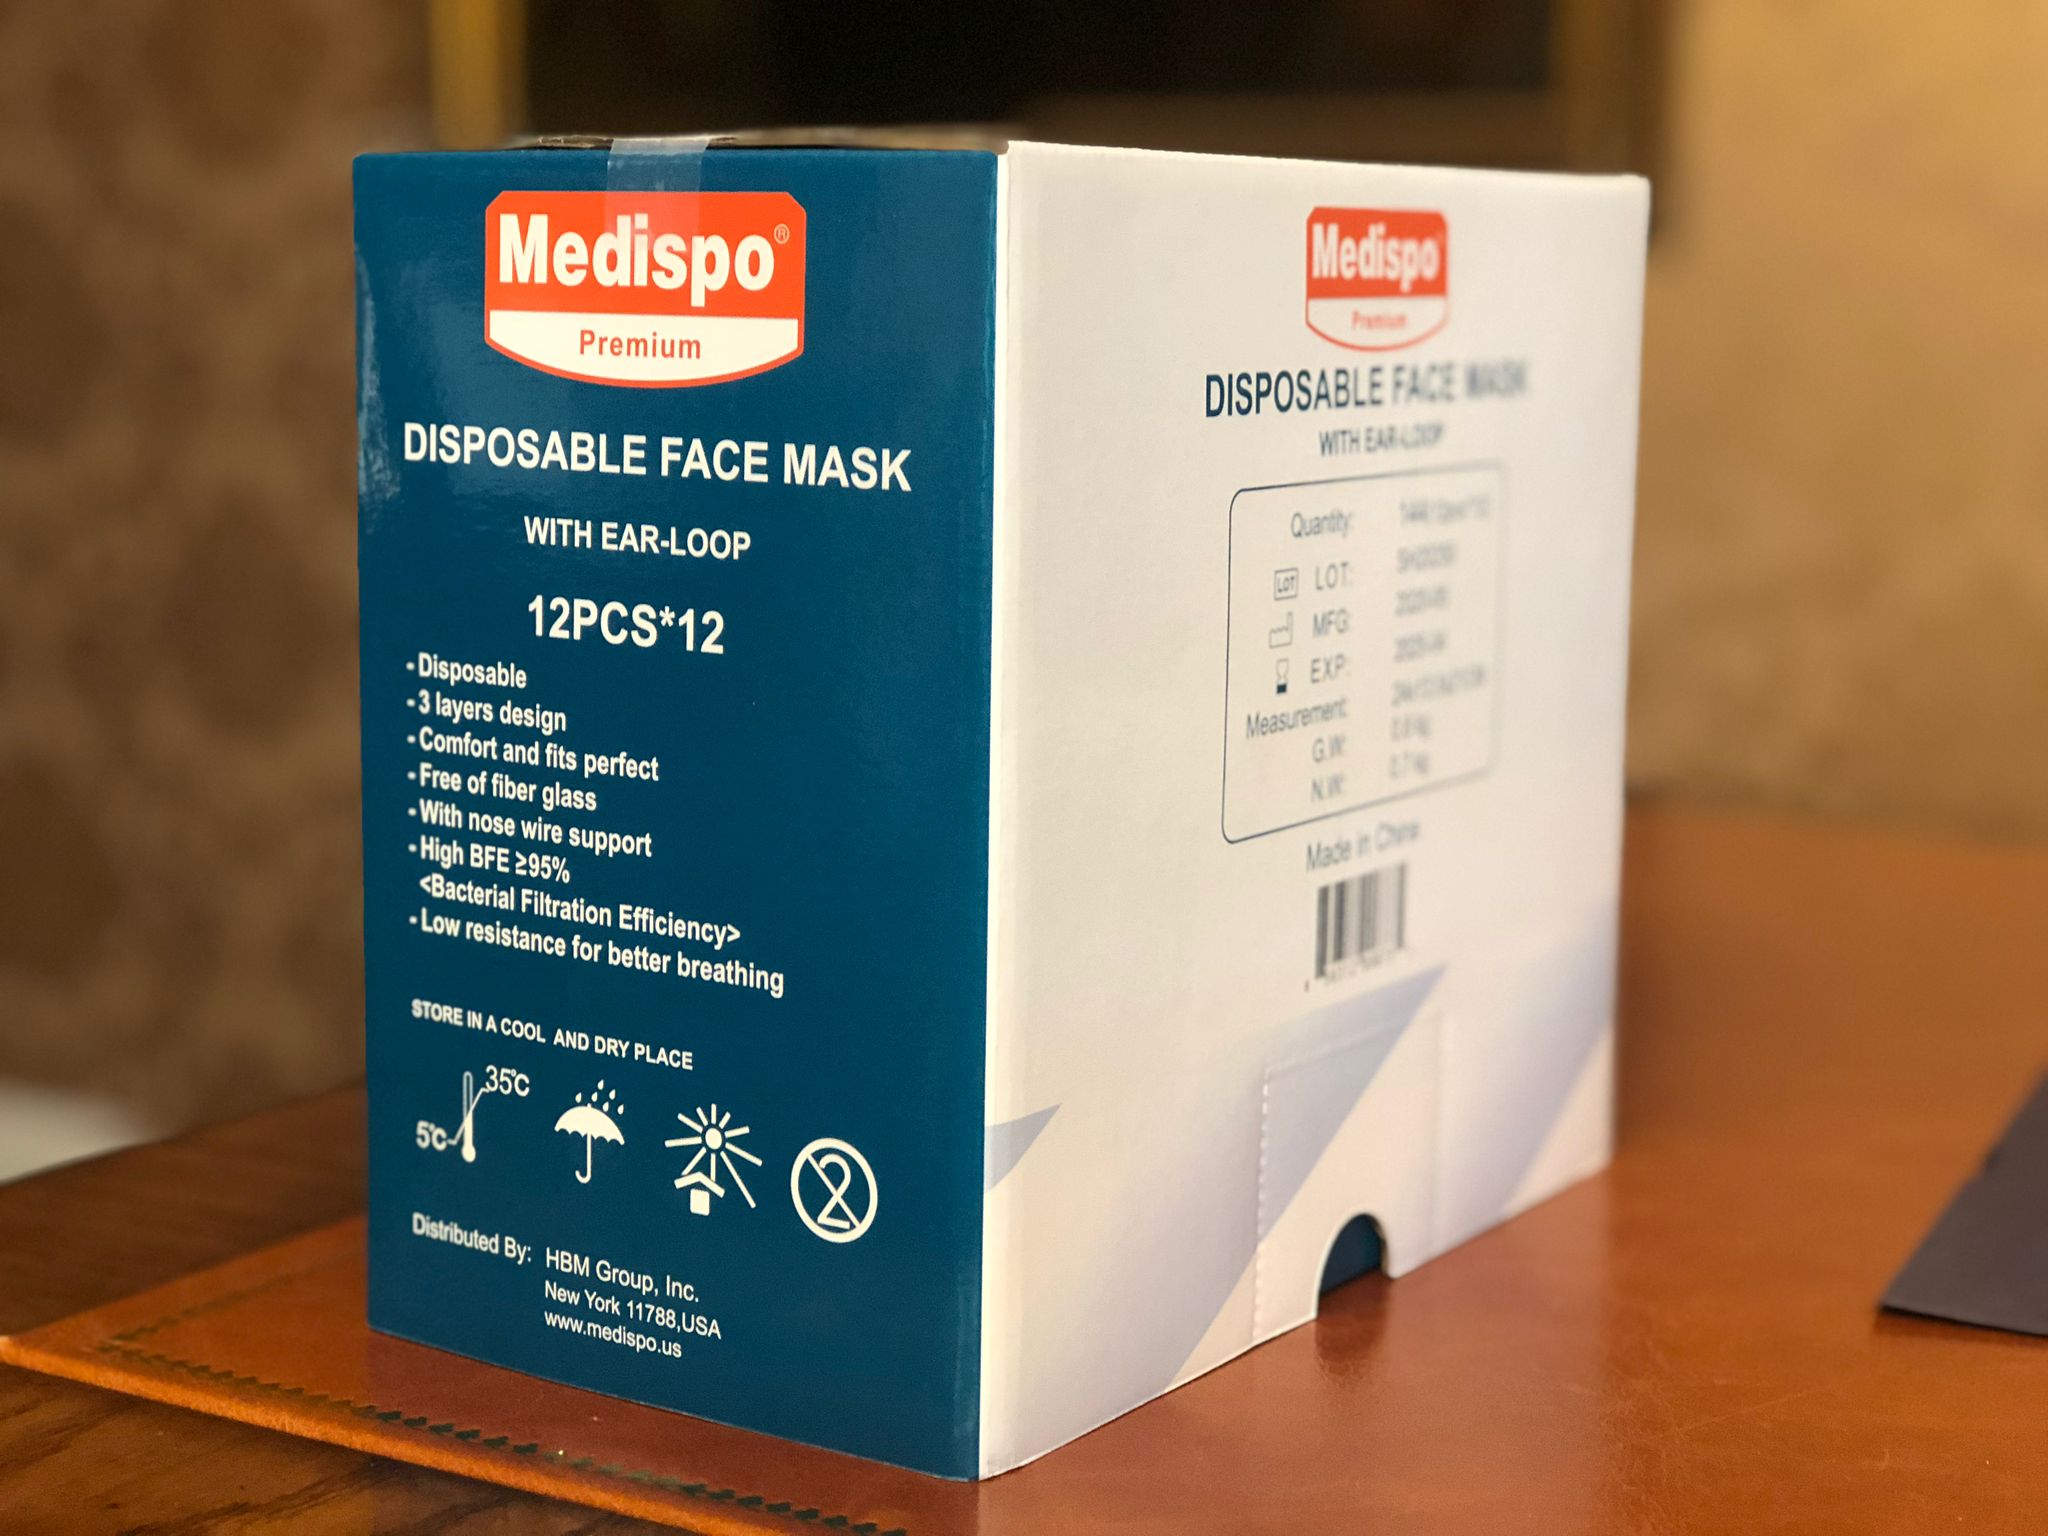 Medispo®
Premium
DISPOSABLE FACE MASK
WITH EAR-LOOP
12PCS*12
- Disposable
- 3 layers design
- Comfort and fits perfect
- Free of fiber glass
- With nose wire support
- High BFE ≥95%
<Bacterial Filtration Efficiency>
- Low resistance for better breathing
STORE IN A COOL AND DRY PLACE
35°C
5°C
2
Distributed By: HBM Group, Inc.
New York 11788,USA
www.medispo.us
Medispo
Premium
DISPOSABLE FACE MASK
WITH EAR-LOOP
Quantity:
LOT LOT:
MFG:
EXP:
Measurement:
G.W:
N.W:
Made in China